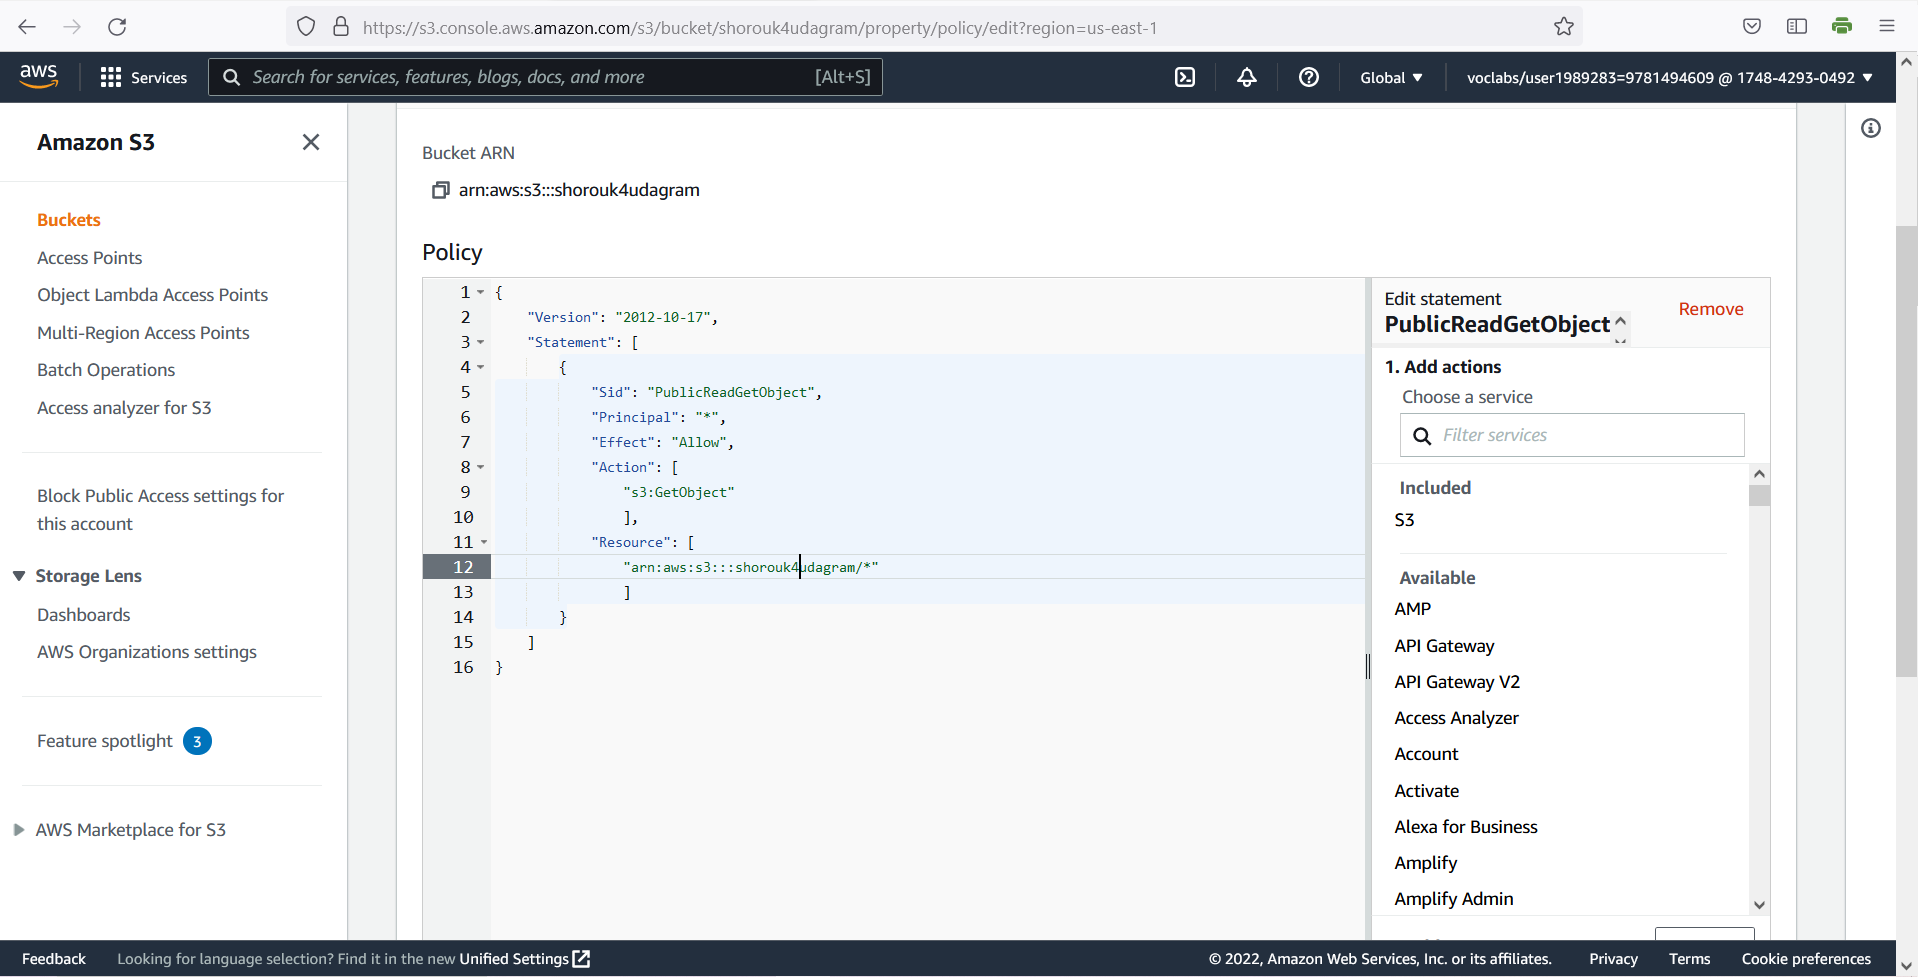 https://s3.console.aws.amazon.com/s3/bucket/shorouk4udagram/property/policy/edit?region=us-east-1
aws
Services
Search for services, features, blogs, docs, and more
[Alt+S]
Global
voclabs/user1989283=9781494609 @ 1748-4293-0492
Amazon S3
Buckets
Access Points
Object Lambda Access Points
Multi-Region Access Points
Batch Operations
Access analyzer for S3
Block Public Access settings for
this account
Storage Lens
Dashboards
AWS Organizations settings
Feature spotlight 3
AWS Marketplace for S3
Bucket ARN
arn:aws:s3:::shorouk4udagram
Policy
1 {
2 "Version": "2012-10-17",
3 "Statement": [
4 {
5 "Sid": "PublicReadGetObject",
6 "Principal": "*",
7 "Effect": "Allow",
8 "Action": [
9 "s3:GetObject"
10 ],
11 "Resource": [
12 "arn:aws:s3:::shorouk4udagram/*"
13 ]
14 }
15 ]
16 }
Edit statement
PublicReadGetObject
Remove
1. Add actions
Choose a service
Filter services
Included
S3
Available
AMP
API Gateway
API Gateway V2
Access Analyzer
Account
Activate
Alexa for Business
Amplify
Amplify Admin
Feedback
Looking for language selection? Find it in the new Unified Settings
© 2022, Amazon Web Services, Inc. or its affiliates.
Privacy
Terms
Cookie preferences